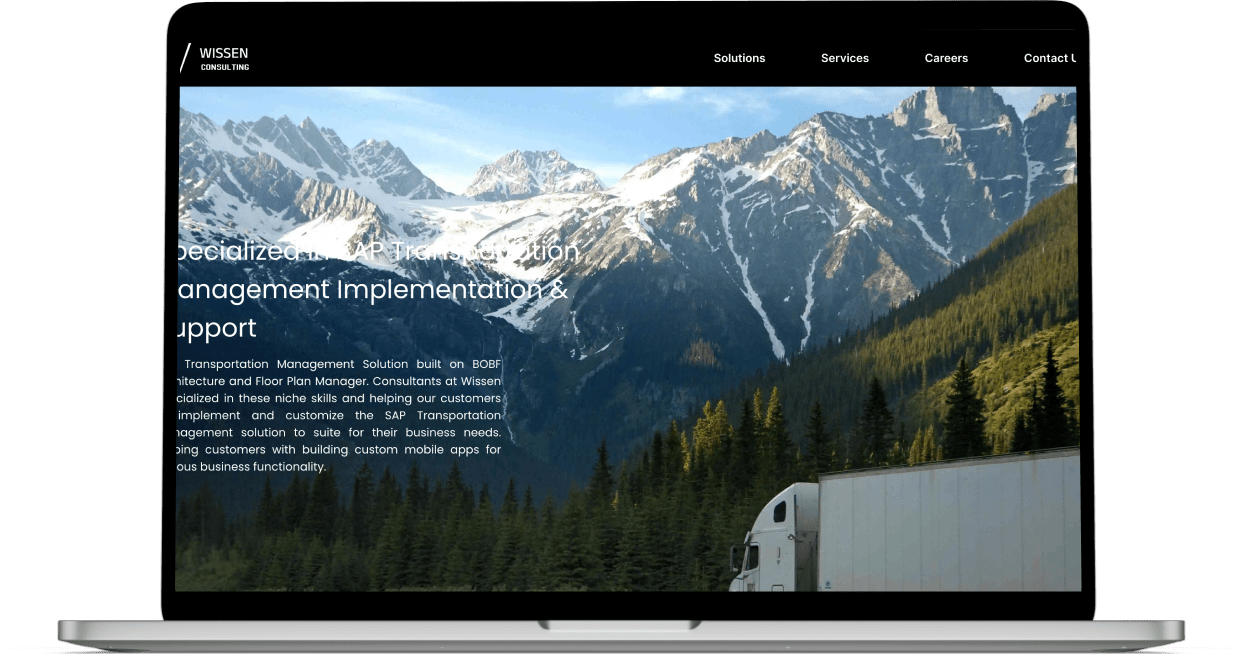 WISSEN
CONSULTING
Solutions
Services
Careers
Contact U
pecialized in SAP Transportation
anagement Implementation &
upport
Transportation Management Solution built on BOBF
hitecture and Floor Plan Manager. Consultants at Wissen
cialized in these niche skills and helping our customers
implement and customize the SAP Transportation
nagement solution to suite for their business needs.
ping customers with building custom mobile apps for
ious business functionality.